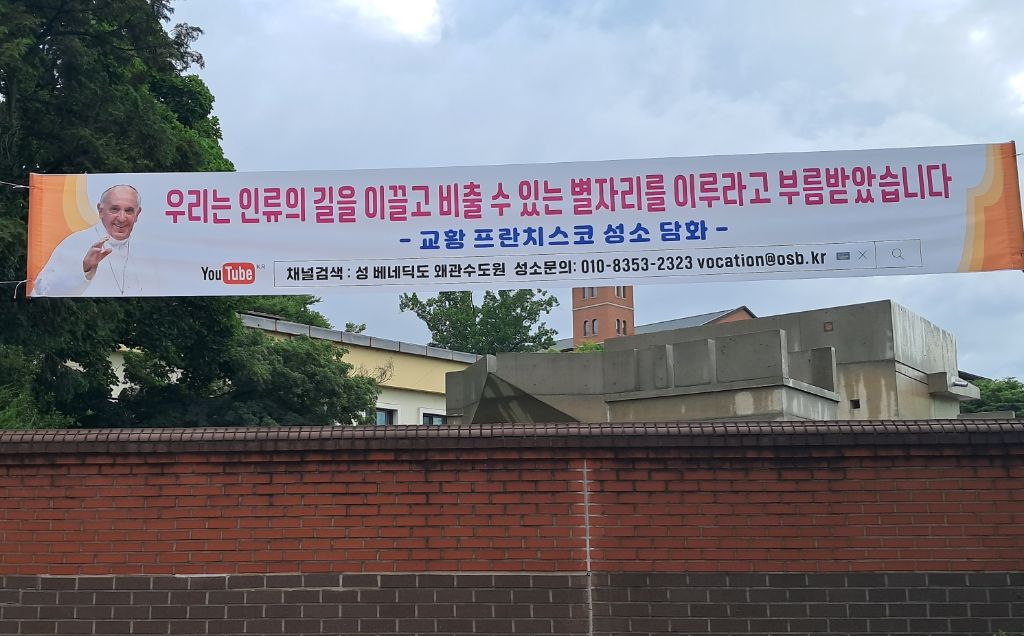 우리는 인류의 길을 이끌고 비출 수 있는 별자리를 이루라고 부름받았습니다
- 교황 프란치스코 성소 담화 -
YouTube KR 채널검색 : 성 베네딕도 왜관수도원 성소문의: 010-8353-2323 vocation@osb.kr